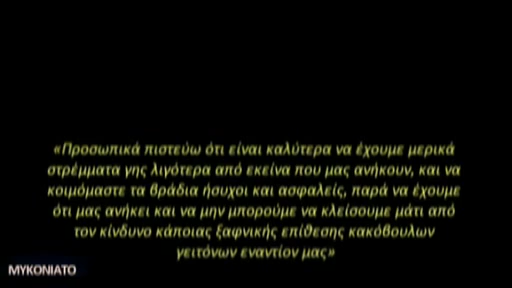 «Προσωπικά πιστεύω ότι είναι καλύτερα να έχουμε μερικά
στρέμματα γης λιγότερα από εκείνα που μας ανήκουν, και να
κοιμόμαστε τα βράδια ήσυχοι και ασφαλείς, παρά να έχουμε
ότι μας ανήκει και να μην μπορούμε να κλείσουμε μάτι από
τον κίνδυνο κάποιας ξαφνικής επίθεσης κακόβουλων
γειτόνων εναντίον μας»
ΜΥΚΟΝΙΑΤΟ